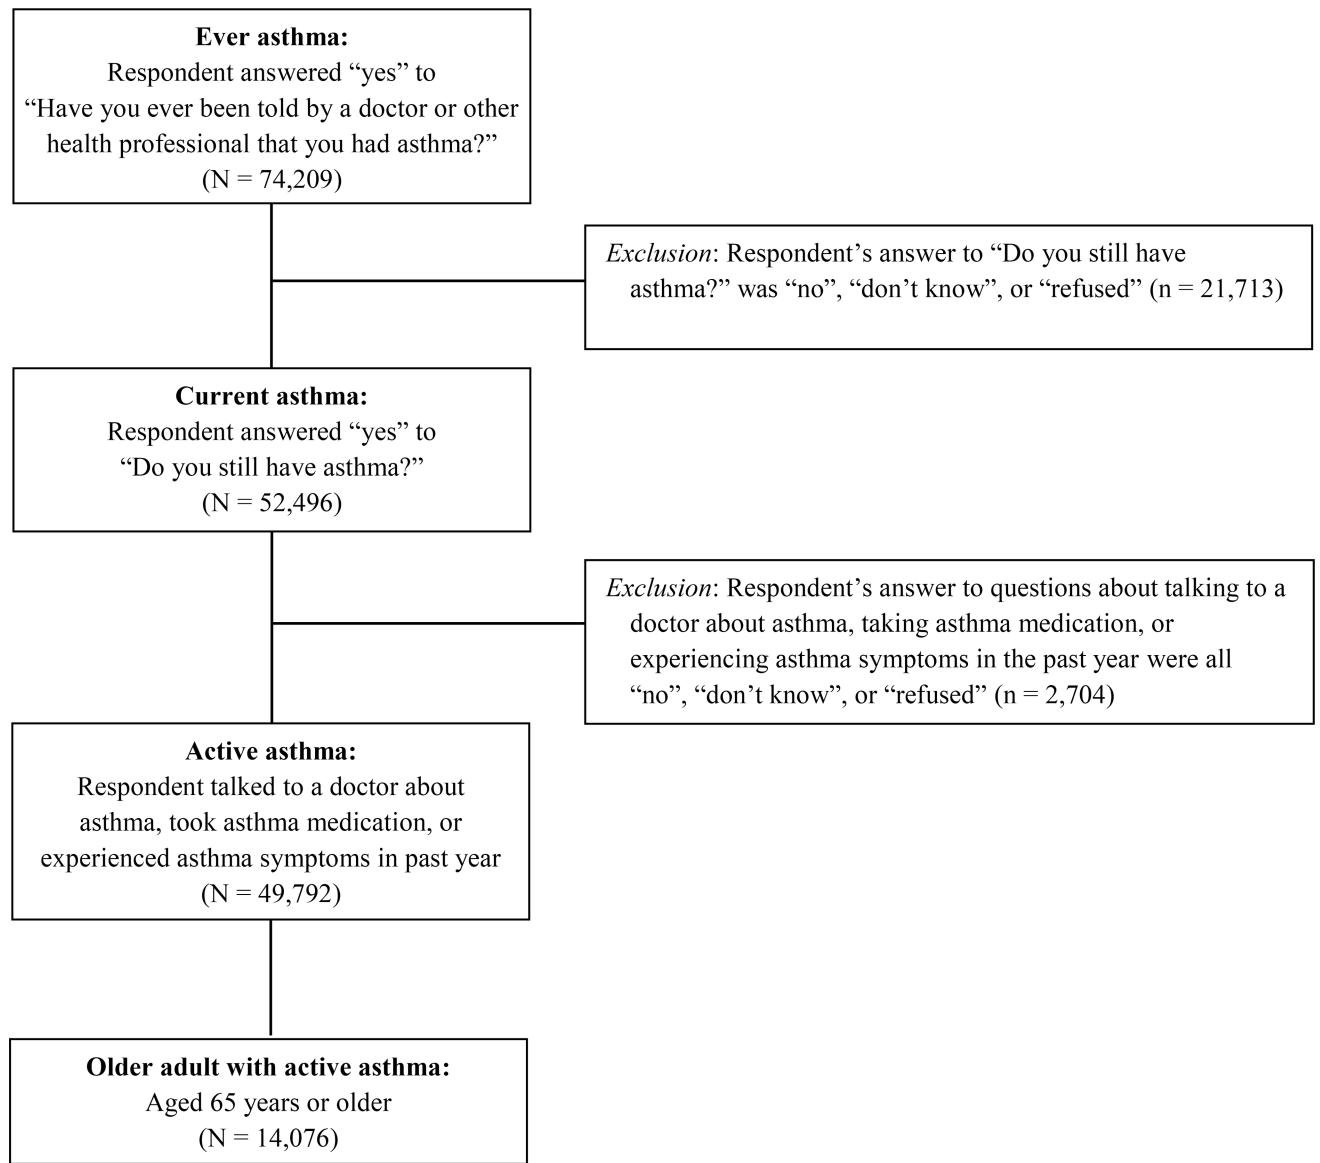 Ever asthma:
Respondent answered “yes” to
“Have you ever been told by a doctor or other
health professional that you had asthma?”
(N = 74,209)
Exclusion: Respondent’s answer to “Do you still have
asthma?” was “no”, “don’t know”, or “refused” (n = 21,713)
Current asthma:
Respondent answered “yes” to
“Do you still have asthma?”
(N = 52,496)
Exclusion: Respondent’s answer to questions about talking to a
doctor about asthma, taking asthma medication, or
experiencing asthma symptoms in the past year were all
“no”, “don’t know”, or “refused” (n = 2,704)
Active asthma:
Respondent talked to a doctor about
asthma, took asthma medication, or
experienced asthma symptoms in past year
(N = 49,792)
Older adult with active asthma:
Aged 65 years or older
(N = 14,076)